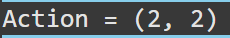 Action = (2, 2)